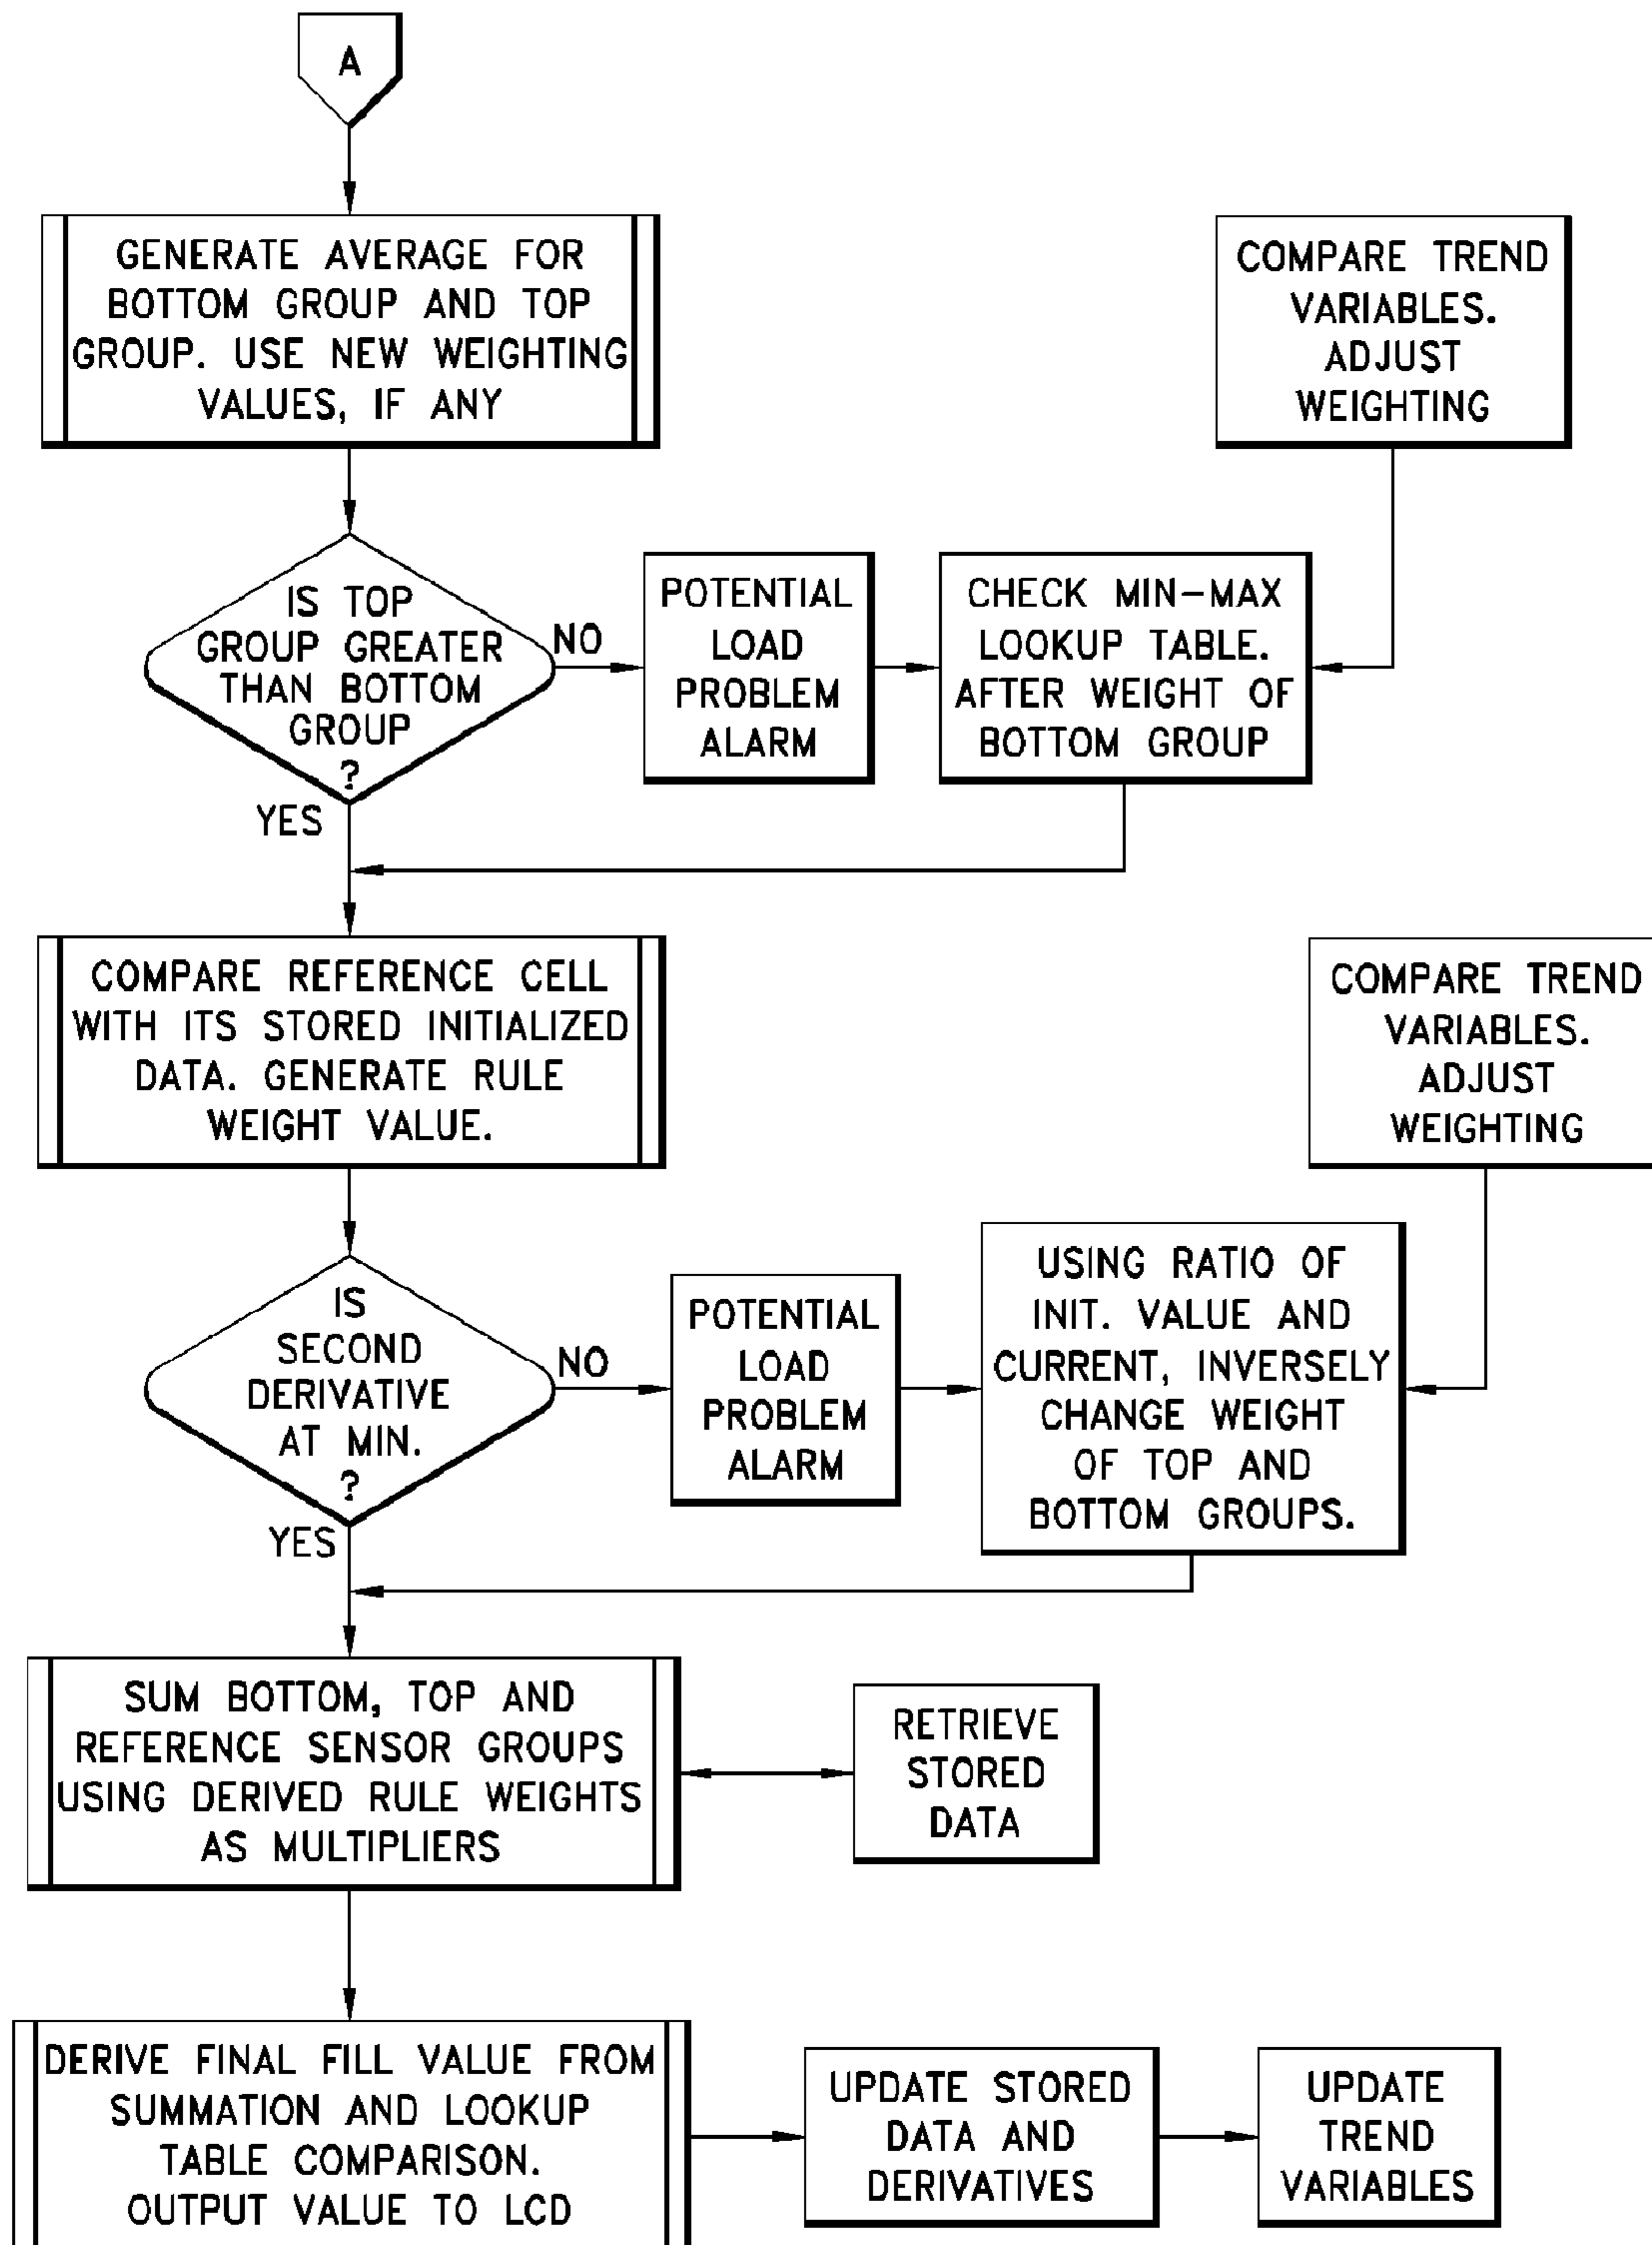 A
GENERATE AVERAGE FOR
BOTTOM GROUP AND TOP
GROUP. USE NEW WEIGHTING
VALUES, IF ANY
COMPARE TREND
VARIABLES.
ADJUST
WEIGHTING
IS TOP
GROUP GREATER
THAN BOTTOM
GROUP
?
NO
YES
POTENTIAL
LOAD
PROBLEM
ALARM
CHECK MIN-MAX
LOOKUP TABLE.
AFTER WEIGHT OF
BOTTOM GROUP
COMPARE REFERENCE CELL
WITH ITS STORED INITIALIZED
DATA. GENERATE RULE
WEIGHT VALUE.
COMPARE TREND
VARIABLES.
ADJUST
WEIGHTING
IS
SECOND
DERIVATIVE
AT MIN.
?
NO
YES
POTENTIAL
LOAD
PROBLEM
ALARM
USING RATIO OF
INIT. VALUE AND
CURRENT, INVERSELY
CHANGE WEIGHT
OF TOP AND
BOTTOM GROUPS.
SUM BOTTOM, TOP AND
REFERENCE SENSOR GROUPS
USING DERIVED RULE WEIGHTS
AS MULTIPLIERS
RETRIEVE
STORED
DATA
DERIVE FINAL FILL VALUE FROM
SUMMATION AND LOOKUP
TABLE COMPARISON.
OUTPUT VALUE TO LCD
UPDATE STORED
DATA AND
DERIVATIVES
UPDATE
TREND
VARIABLES